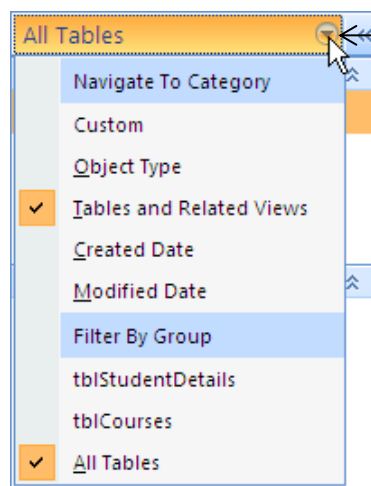 All Tables
Navigate To Category
Custom
Object Type
Tables and Related Views
Created Date
Modified Date
Filter By Group
tblStudentDetails
tblCourses
All Tables